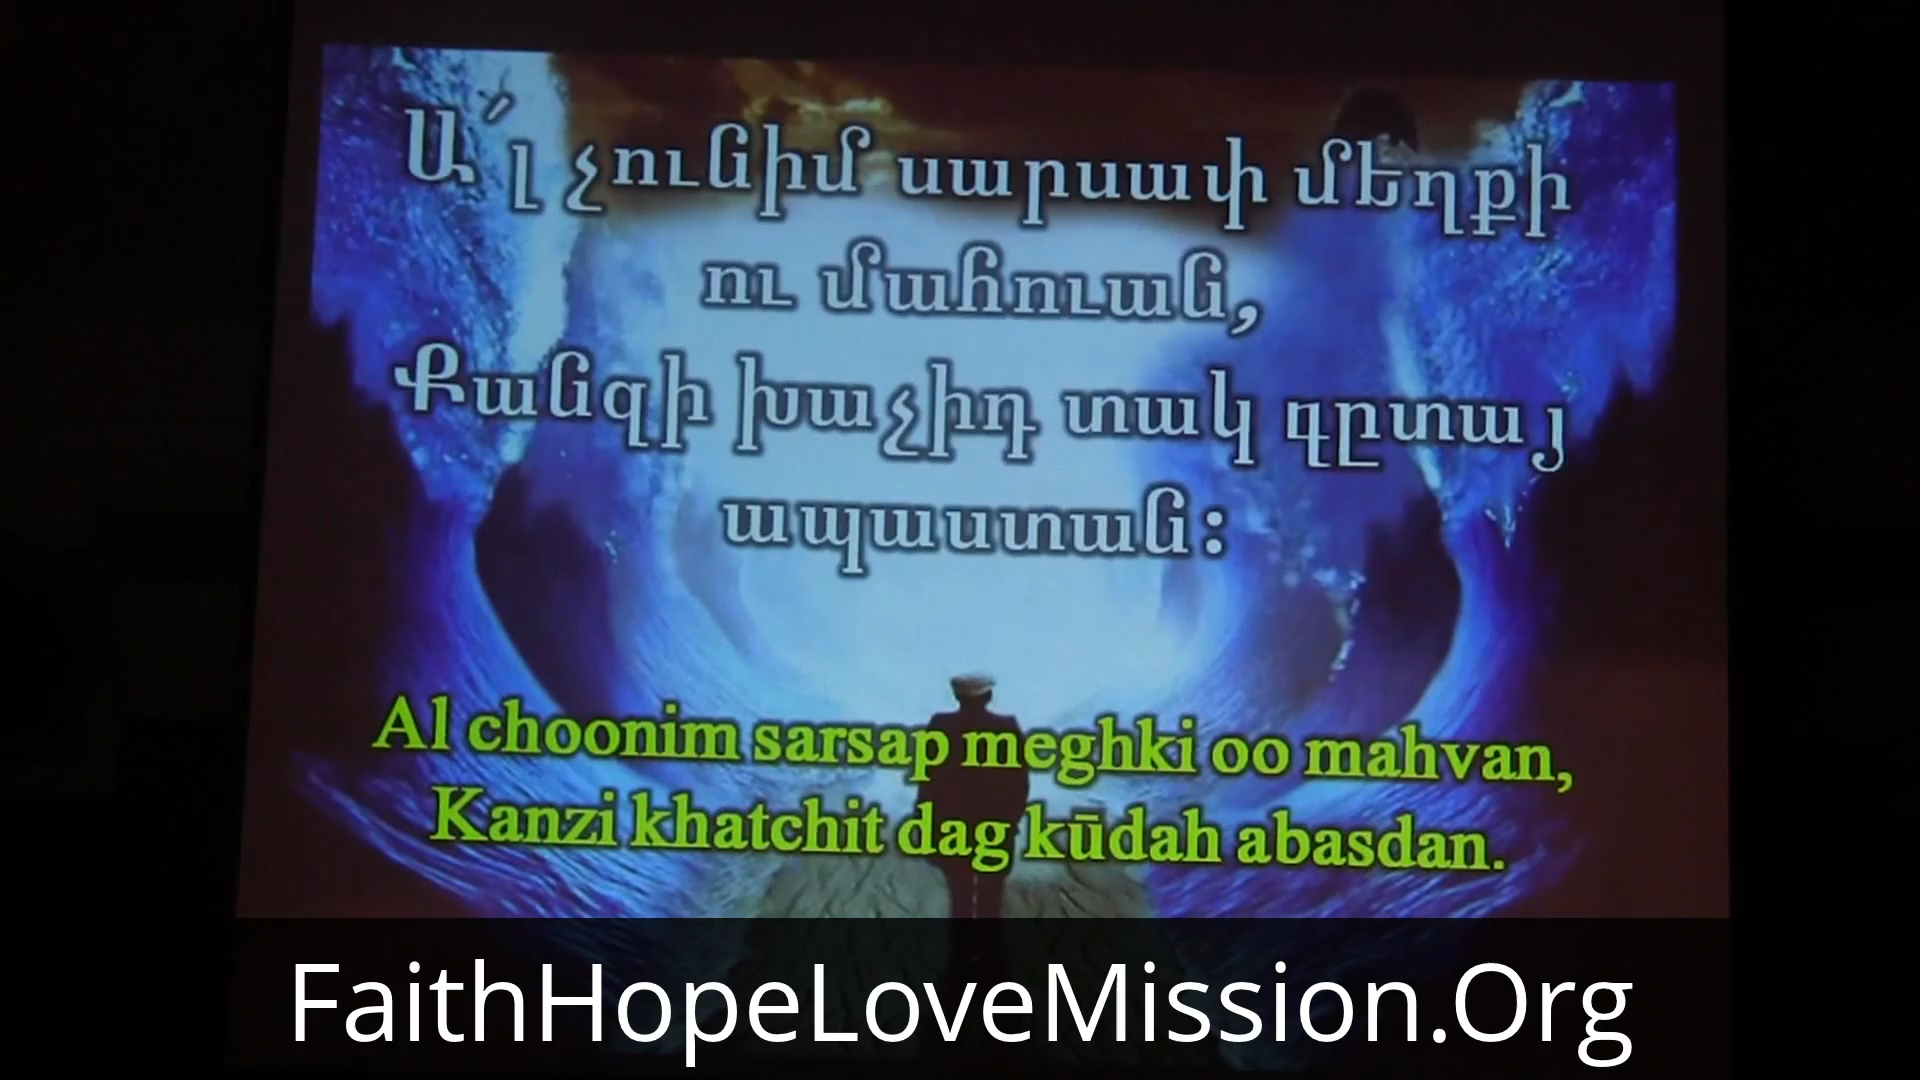 Ա՛լ չունիմ սարսափ մեղքի
ու մահուան,
Քանզի խաչիդ տակ գըտայ
ապաստան։
Al choonim sarsap meghki oo mahvan,
Kanzi khatchit dag kūdah abasdan.
FaithHopeLoveMission.Org